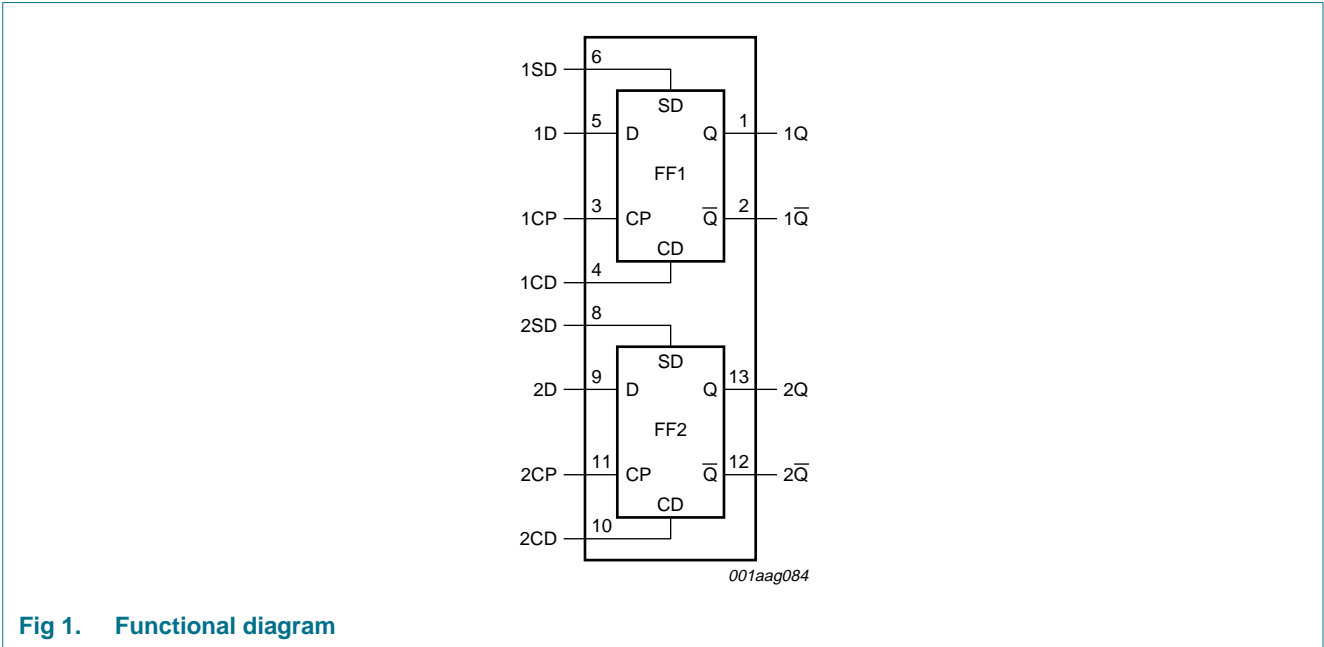 6
1SD
SD
1D
5
D
Q
1
1Q
FF1
1CP
3
CP
Q̅
2
1Q̅
CD
4
1CD
8
2SD
SD
2D
9
D
Q
13
2Q
FF2
2CP
11
CP
Q̅
12
2Q̅
CD
10
2CD
001aag084
Fig 1. Functional diagram